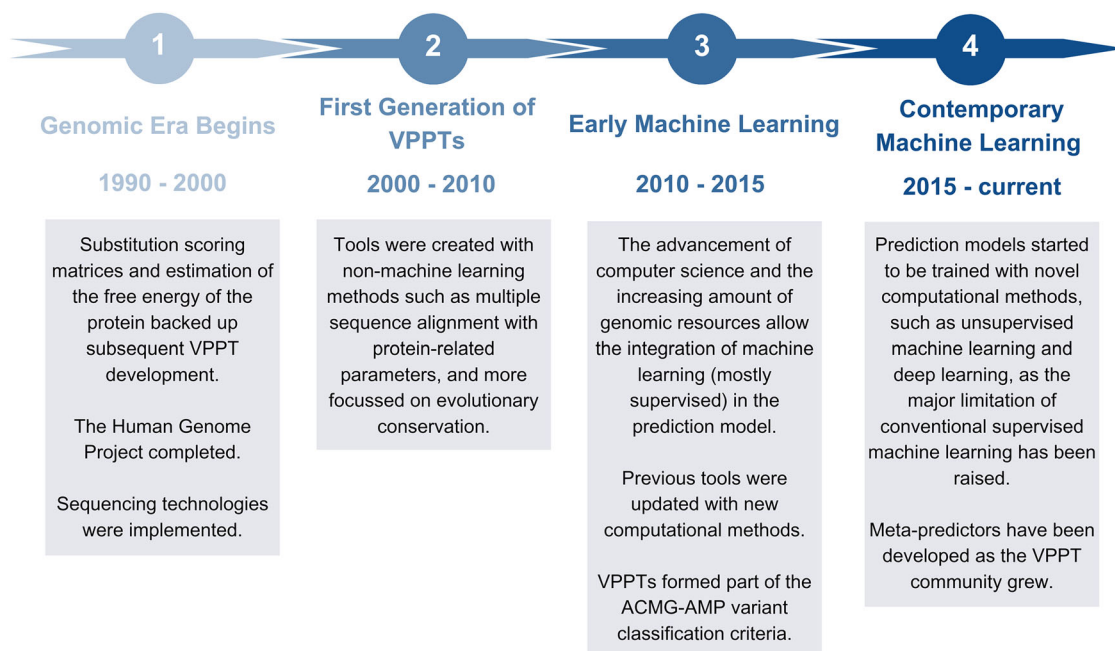 1
Genomic Era Begins
1990 - 2000
Substitution scoring
matrices and estimation of
the free energy of the
protein backed up
subsequent VPPT
development.
The Human Genome
Project completed.
Sequencing technologies
were implemented.
2
First Generation of
VPPTs
2000 - 2010
Tools were created with
non-machine learning
methods such as multiple
sequence alignment with
protein-related
parameters, and more
focussed on evolutionary
conservation.
3
Early Machine Learning
2010 - 2015
The advancement of
computer science and the
increasing amount of
genomic resources allow
the integration of machine
learning (mostly
supervised) in the
prediction model.
Previous tools were
updated with new
computational methods.
VPPTs formed part of the
ACMG-AMP variant
classification criteria.
4
Contemporary
Machine Learning
2015 - current
Prediction models started
to be trained with novel
computational methods,
such as unsupervised
machine learning and
deep learning, as the
major limitation of
conventional supervised
machine learning has been
raised.
Meta-predictors have been
developed as the VPPT
community grew.